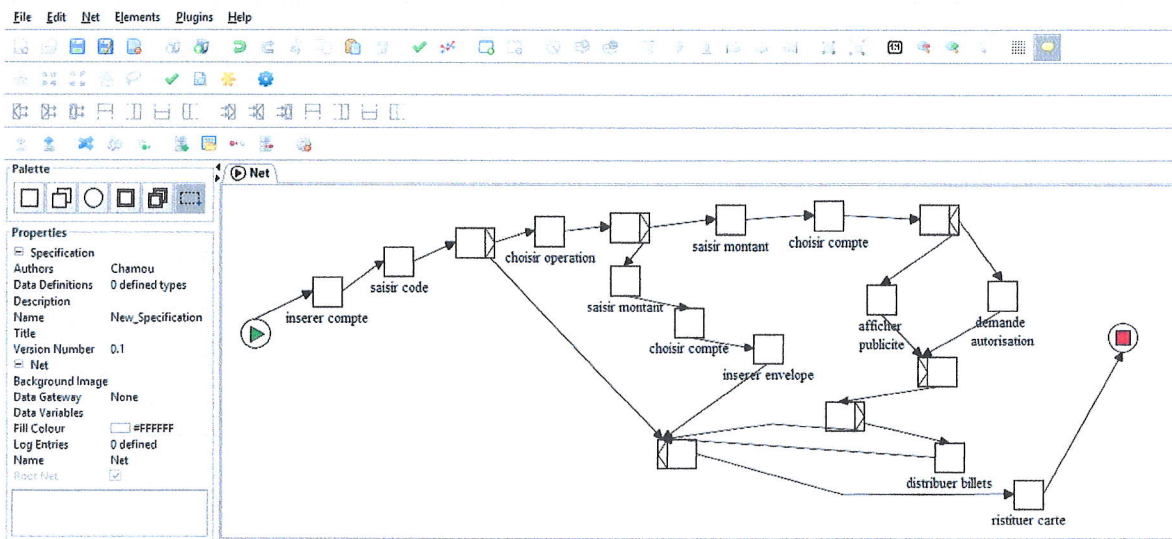 File Edit Net Elements Plugins Help
Palette
Net
Properties
Specification
Authors Chamou
Data Definitions 0 defined types
Description
Name New_Specification
Title
Version Number 0.1
Net
Background Image
Data Gateway None
Data Variables
Fill Colour #FFFFFF
Log Entries 0 defined
Name Net
Root Net
inserer compte
saisir code
choisir operation
saisir montant
choisir compte
saisir montant
choisir compte
inserer envelope
afficher
publicite
demande
autorisation
distribuer billets
ristituer carte